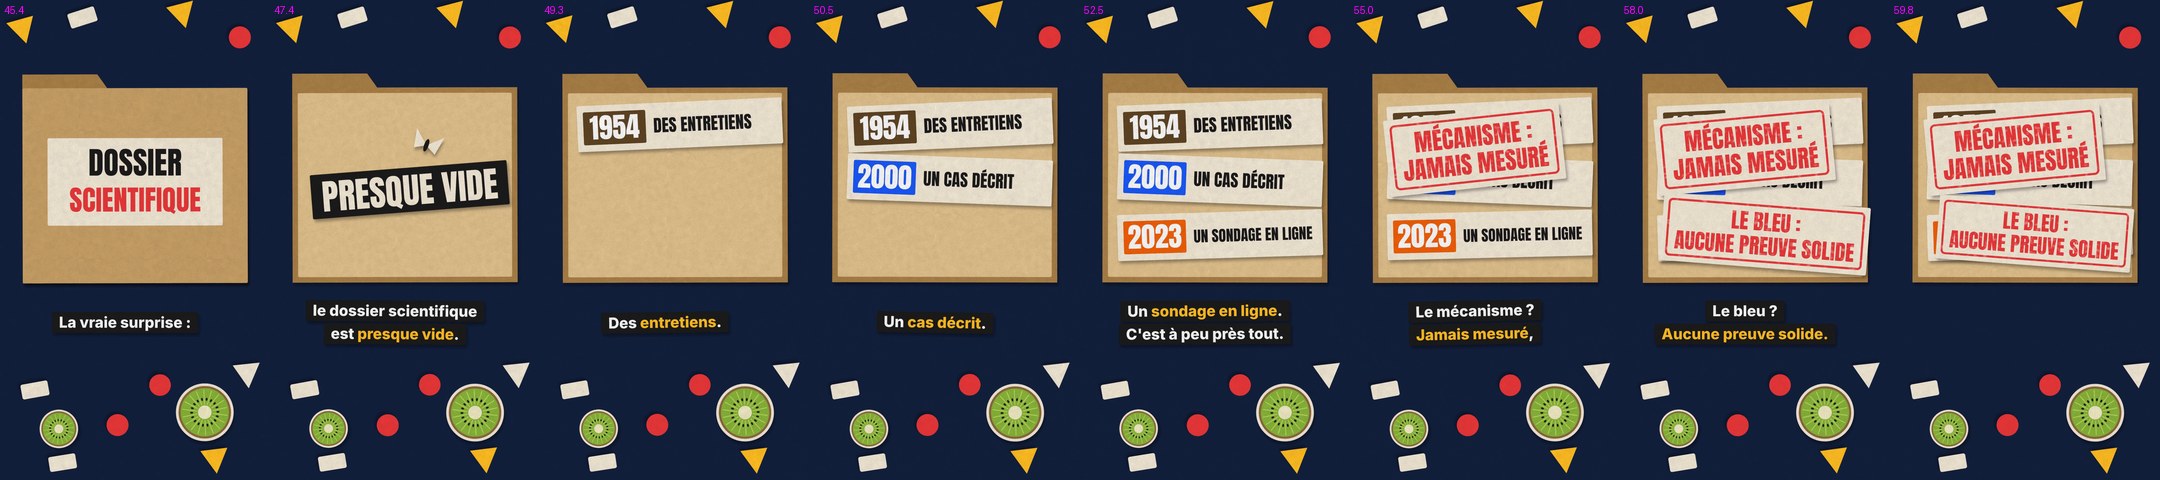 45.4
DOSSIER
SCIENTIFIQUE
La vraie surprise :
47.4
PRESQUE VIDE
le dossier scientifique
est presque vide.
49.3
1954 DES ENTRETIENS
Des entretiens.
50.5
1954 DES ENTRETIENS
2000 UN CAS DÉCRIT
Un cas décrit.
52.5
1954 DES ENTRETIENS
2000 UN CAS DÉCRIT
2023 UN SONDAGE EN LIGNE
Un sondage en ligne.
C'est à peu près tout.
55.0
MÉCANISME :
JAMAIS MESURÉ
2023 UN SONDAGE EN LIGNE
Le mécanisme ?
Jamais mesuré,
58.0
MÉCANISME :
JAMAIS MESURÉ
LE BLEU :
AUCUNE PREUVE SOLIDE
Le bleu ?
Aucune preuve solide.
59.8
MÉCANISME :
JAMAIS MESURÉ
LE BLEU :
AUCUNE PREUVE SOLIDE